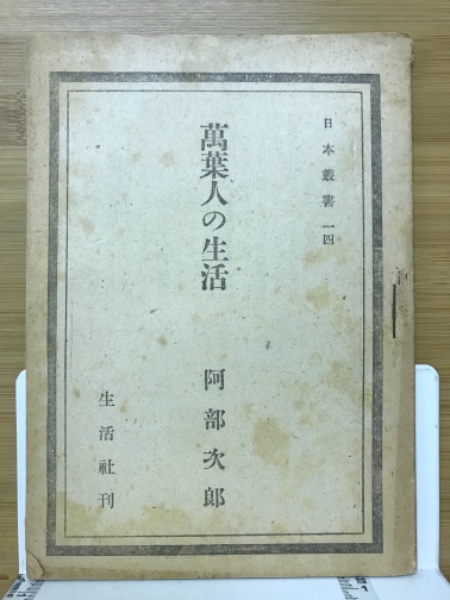 日本叢書 一四
萬葉人の生活
阿部次郎
生活社刊